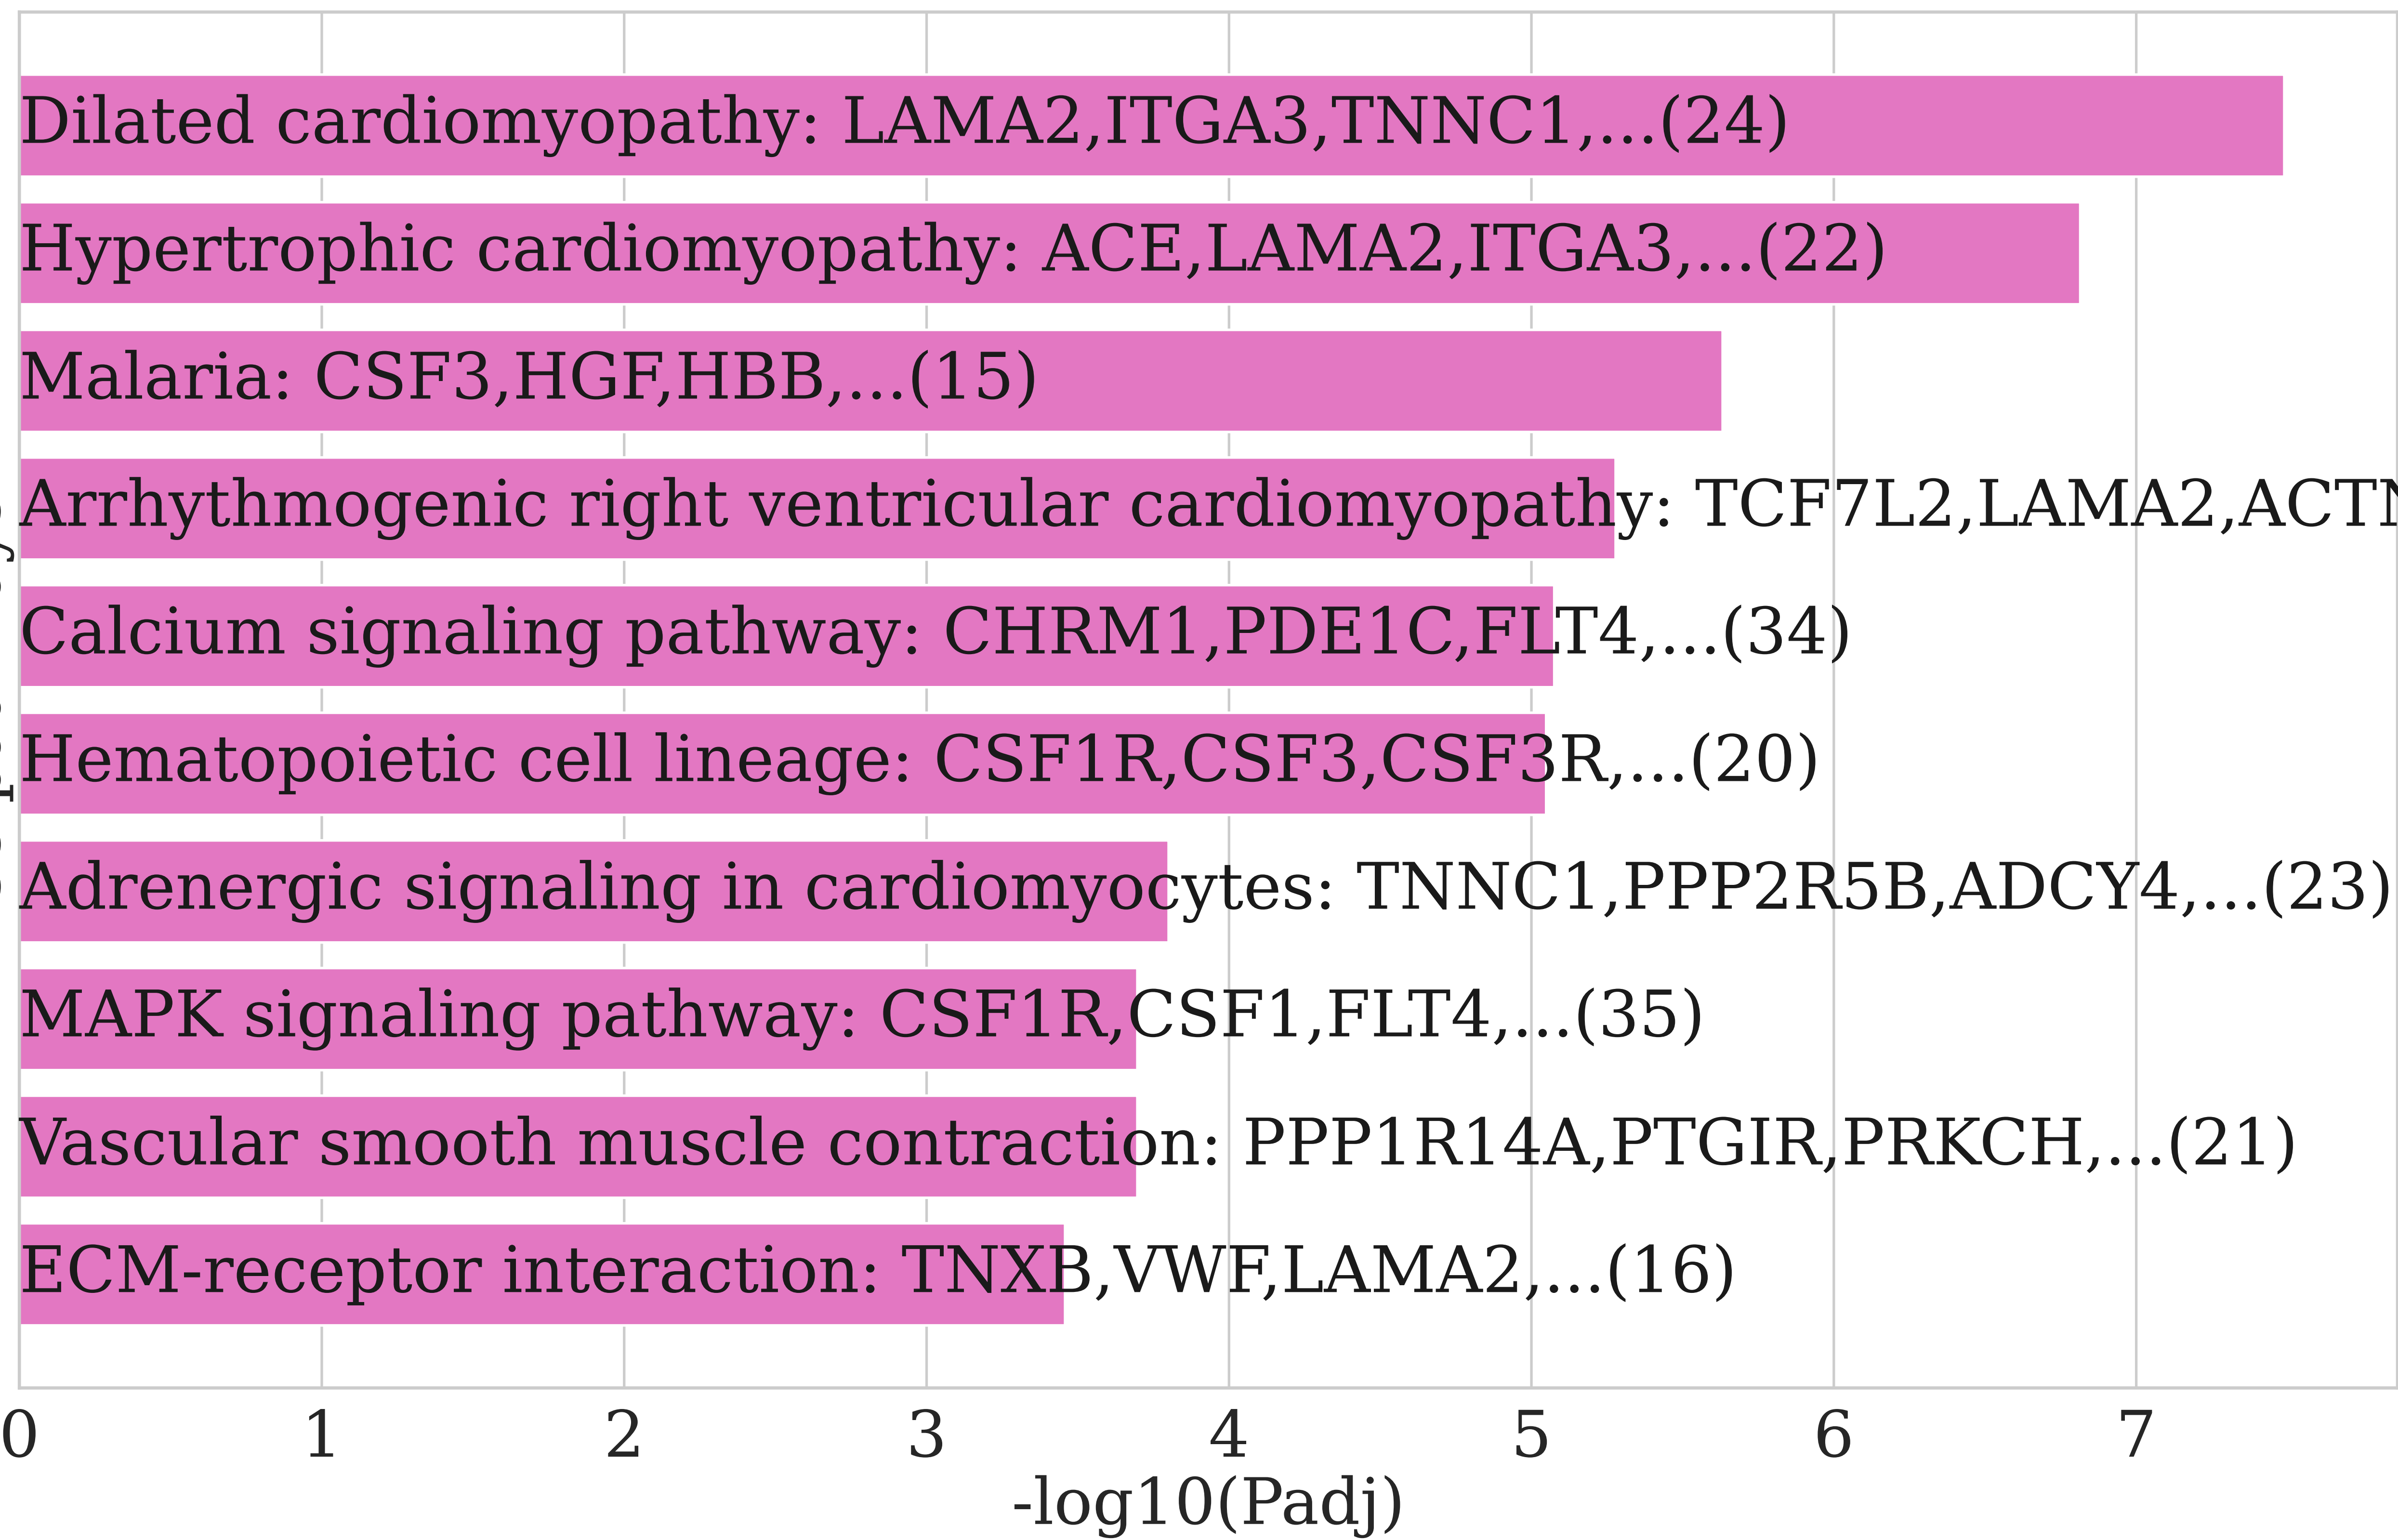 Dilated cardiomyopathy: LAMA2,ITGA3,TNNC1,...(24)
Hypertrophic cardiomyopathy: ACE,LAMA2,ITGA3,...(22)
Malaria: CSF3,HGF,HBB,...(15)
Arrhythmogenic right ventricular cardiomyopathy: TCF7L2,LAMA2,
Calcium signaling pathway: CHRM1,PDE1C,FLT4,...(34)
Hematopoietic cell lineage: CSF1R,CSF3,CSF3R,...(20)
Adrenergic signaling in cardiomyocytes: TNNC1,PPP2R5B,ADCY4,...(23)
MAPK signaling pathway: CSF1R,CSF1,FLT4,...(35)
Vascular smooth muscle contraction: PPP1R14A,PTGIR,PRKCH,...(21)
ECM-receptor interaction: TNXB,VWF,LAMA2,...(16)
0 1 2 3 4 5 6 7
-log10(Padj)